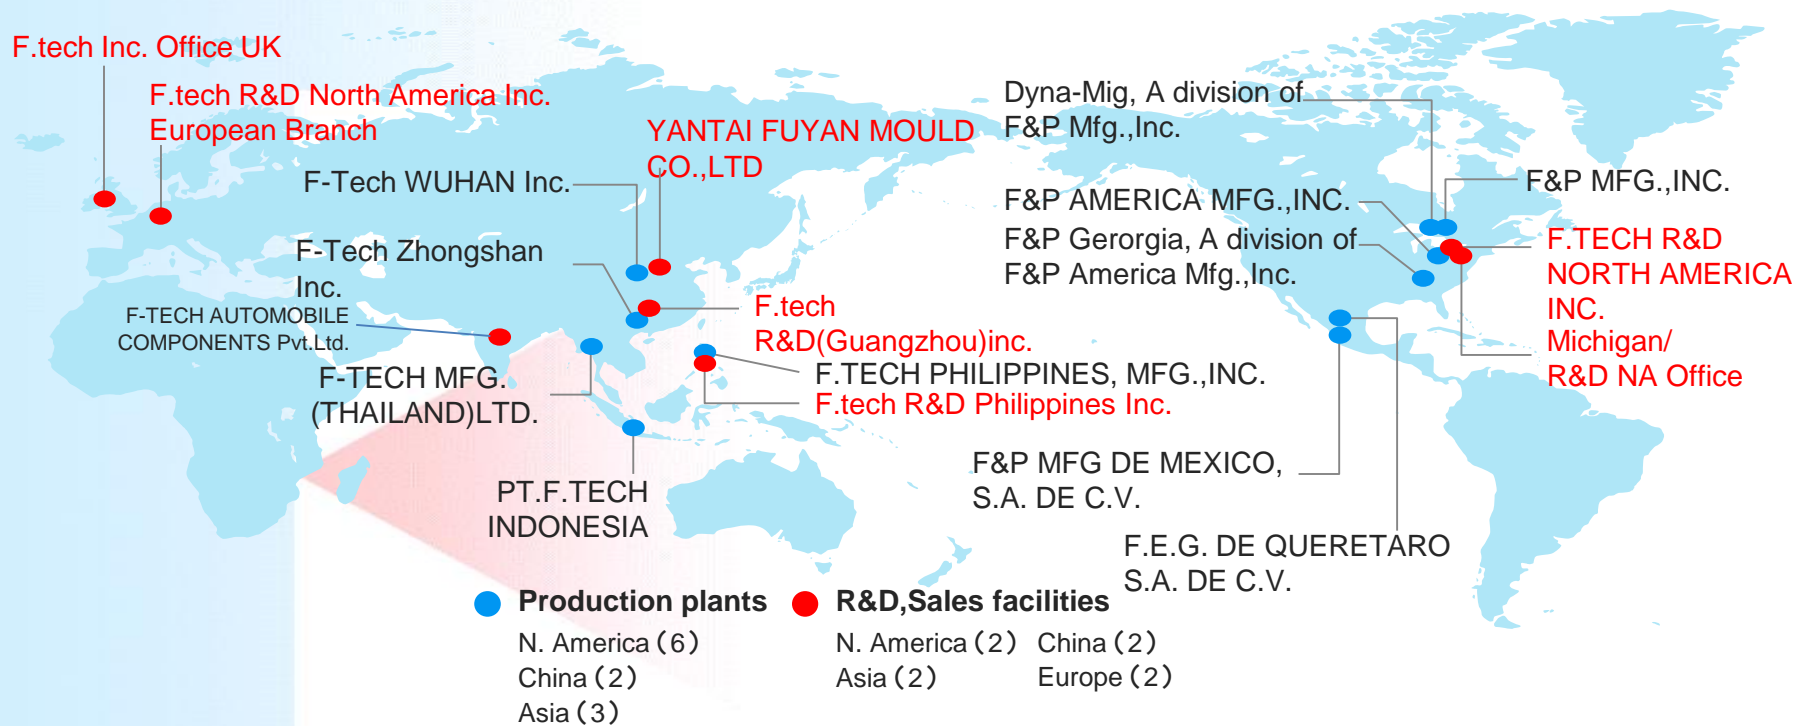 F.tech Inc. Office UK
F.tech R&D North America Inc.
European Branch
YANTAI FUYAN MOULD
CO.,LTD
F-Tech WUHAN Inc.
F-Tech Zhongshan
Inc.
F-TECH AUTOMOBILE
COMPONENTS Pvt.Ltd.
F-TECH MFG.
(THAILAND)LTD.
PT.F.TECH
INDONESIA
F.tech
R&D(Guangzhou)inc.
F.TECH PHILIPPINES, MFG.,INC.
F.tech R&D Philippines Inc.
Dyna-Mig, A division of
F&P Mfg.,Inc.
F&P AMERICA MFG.,INC.
F&P Gerorgia, A division of
F&P America Mfg.,Inc.
F&P MFG.,INC.
F.TECH R&D
NORTH AMERICA
INC.
Michigan/
R&D NA Office
F&P MFG DE MEXICO,
S.A. DE C.V.
F.E.G. DE QUERETARO
S.A. DE C.V.
Production plants
N. America（6）
China（2）
Asia（3）
R&D,Sales facilities
N. America（2） China（2）
Asia（2） Europe（2）